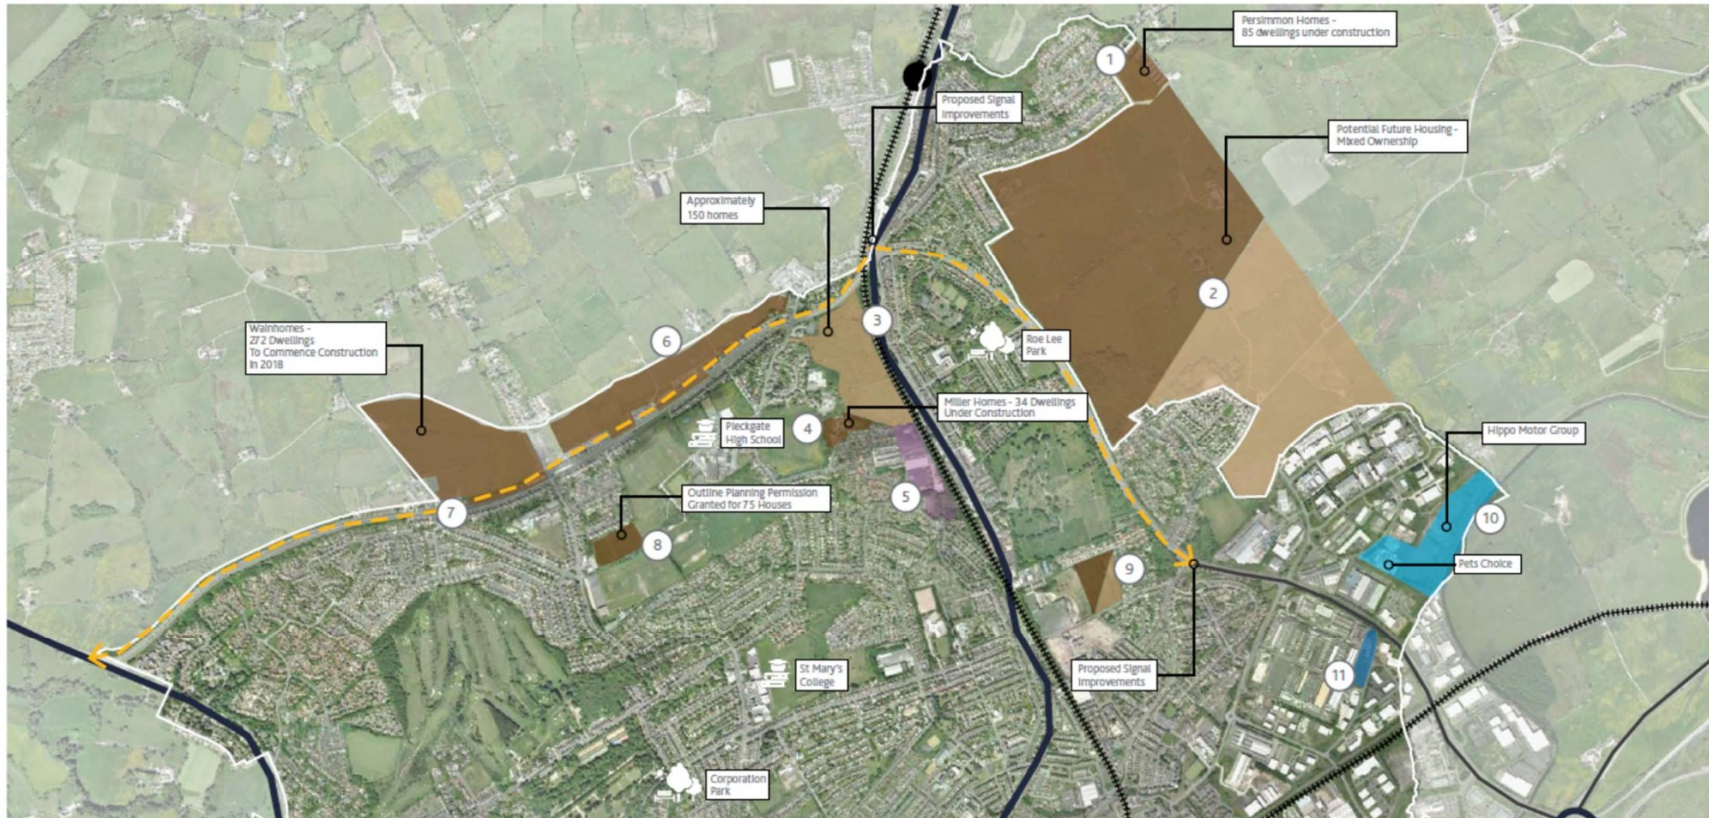 Persimmon Homes -
85 dwellings under construction
1
Proposed Signal
Improvements
Potential Future Housing -
Mixed Ownership
Approximately
150 homes
2
3
Wainhomes -
272 Dwellings
To Commence Construction
In 2018
6
Roe Lee
Park
Miller Homes - 34 Dwellings
Under Construction
4
Pleckgate
High School
Hippo Motor Group
5
Outline Planning Permission
Granted for 75 Houses
7
10
8
9
Pets Choice
St Mary's
College
Proposed Signal
Improvements
11
Corporation
Park